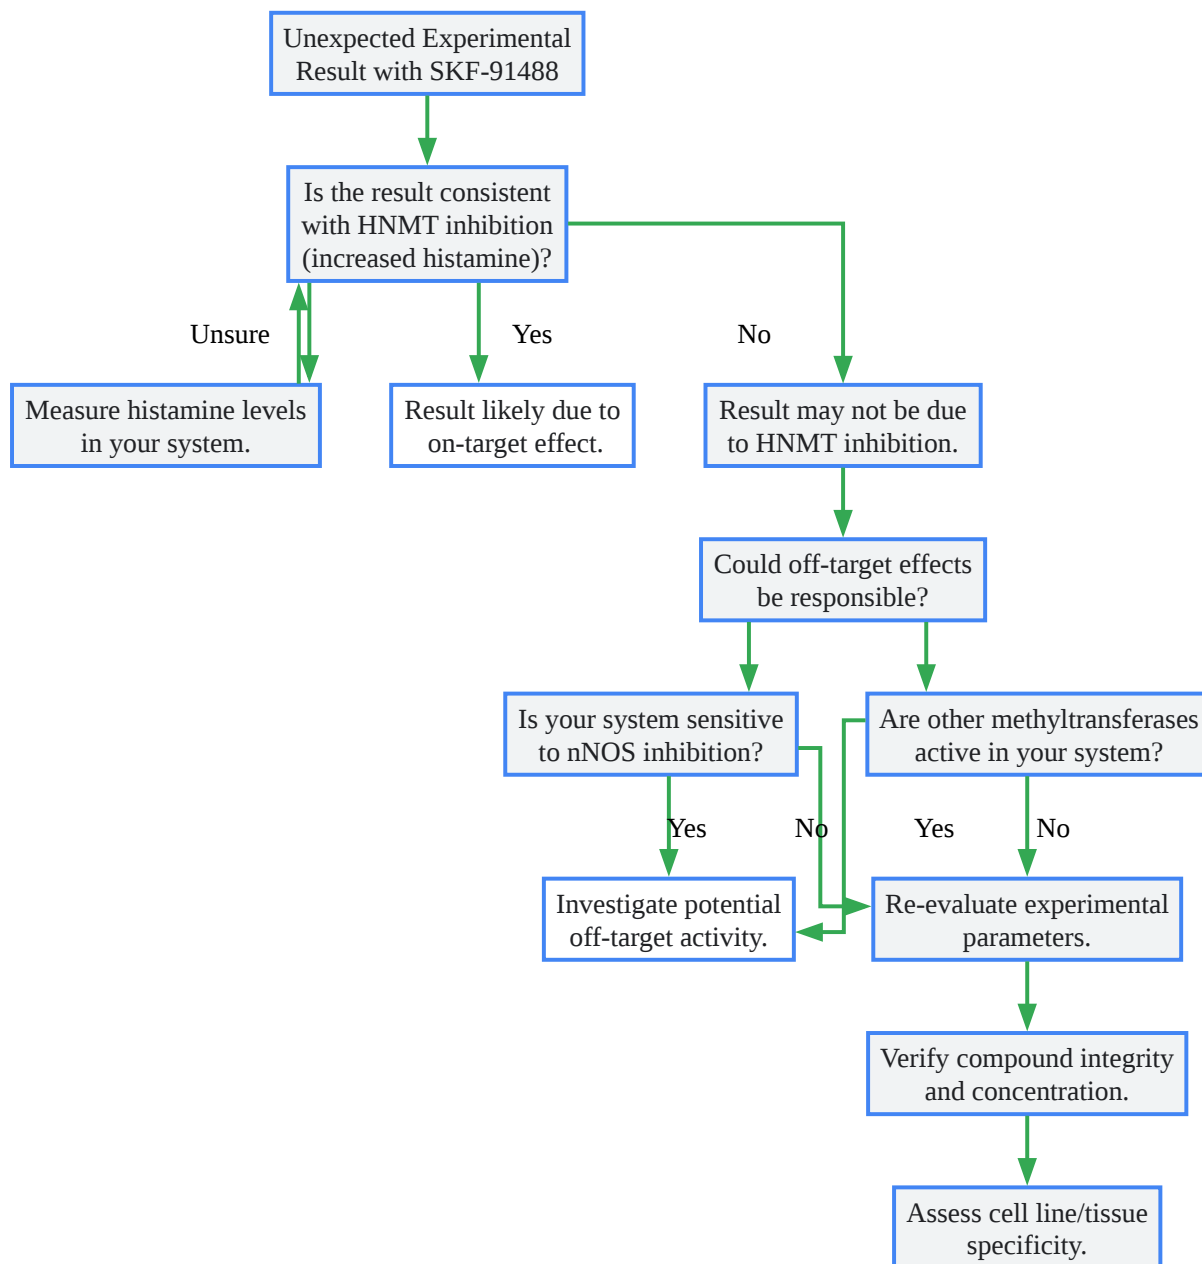 Unexpected Experimental
Result with SKF-91488
Is the result consistent
with HNMT inhibition
(increased histamine)?
Unsure
Yes
No
Measure histamine levels
in your system.
Result likely due to
on-target effect.
Result may not be due
to HNMT inhibition.
Could off-target effects
be responsible?
Is your system sensitive
to nNOS inhibition?
Are other methyltransferases
active in your system?
Yes
No
Yes
No
Investigate potential
off-target activity.
Re-evaluate experimental
parameters.
Verify compound integrity
and concentration.
Assess cell line/tissue
specificity.